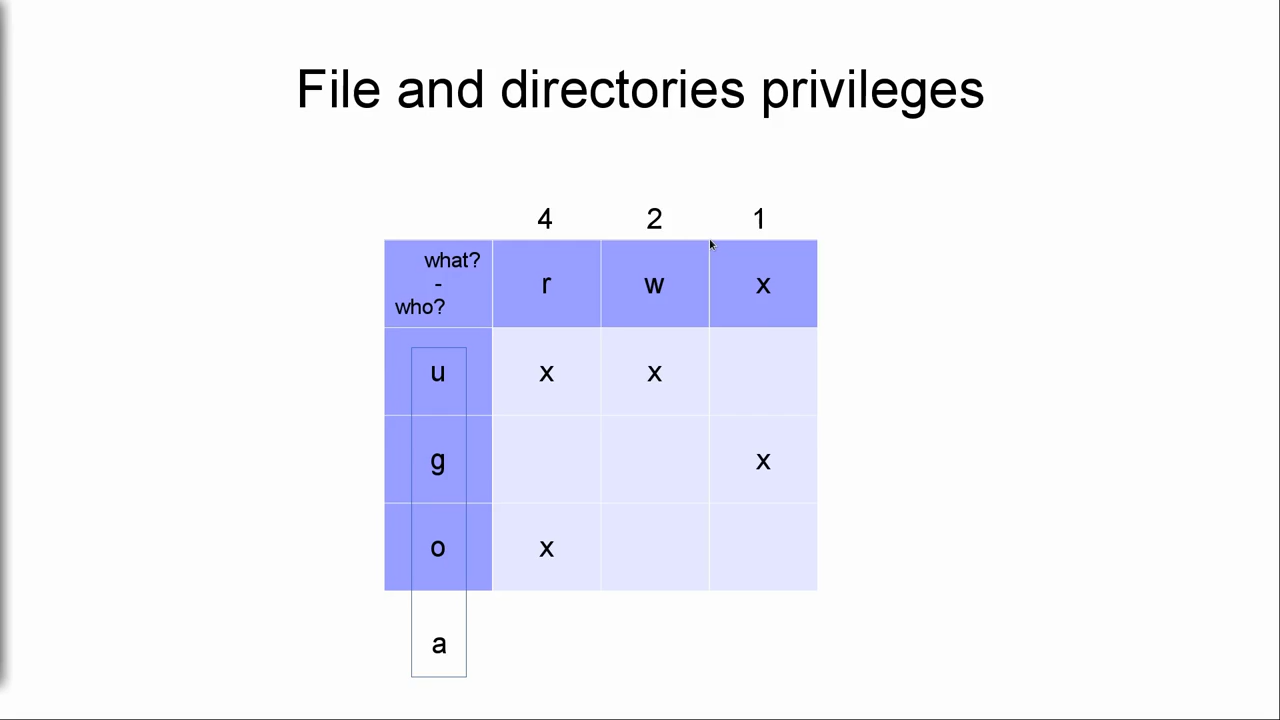 File and directories privileges
4 2 1
what?
-
who?
r w x
u x x
g x
o x
a